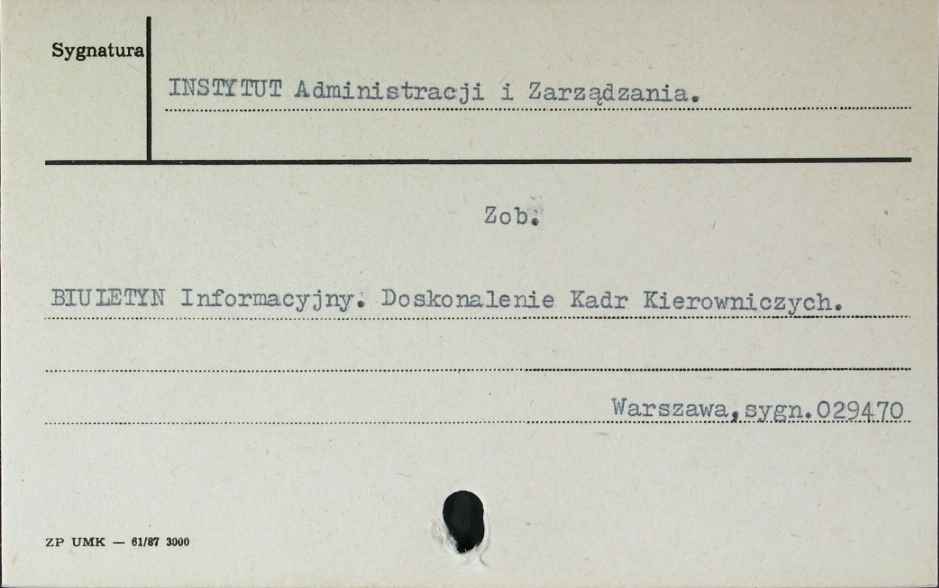 Sygnatura
INSTYTUT Administracji i Zarządzania.
Zob.
BIULETYN Informacyjny. Doskonalenie Kadr Kierowniczych.
Warszawa,sygn.029470
ZP UMK — 61/87 3000